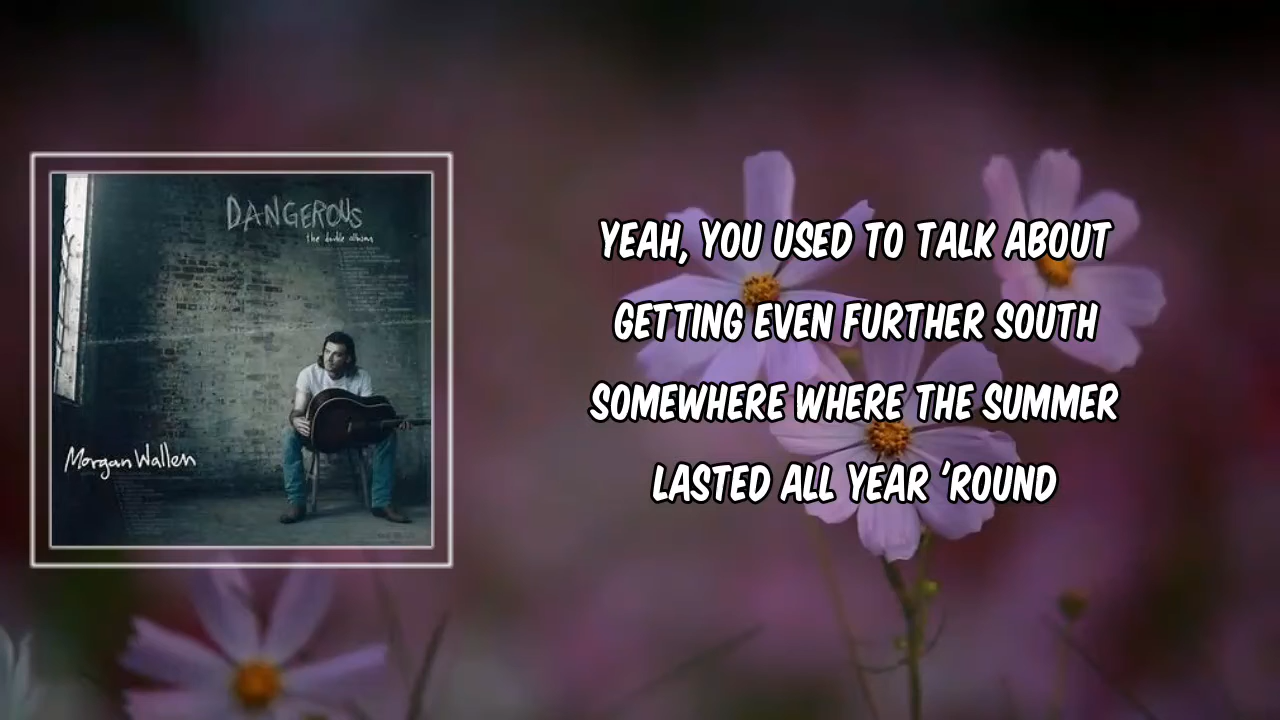 DANGEROUS
the double album
Morgan Wallen
YEAH, YOU USED TO TALK ABOUT
GETTING EVEN FURTHER SOUTH
SOMEWHERE WHERE THE SUMMER
LASTED ALL YEAR 'ROUND